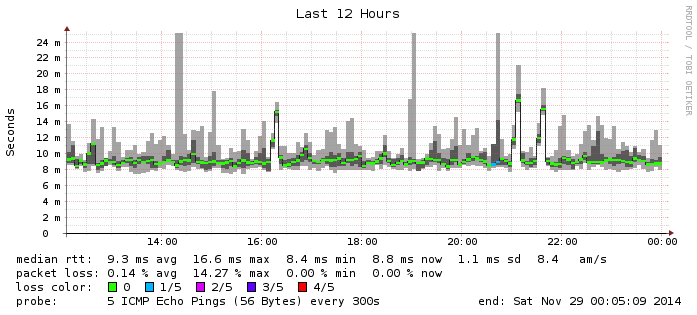 Last 12 Hours
RRDTOOL / TOBI OETIKER
Seconds
24 m
22 m
20 m
18 m
16 m
14 m
12 m
10 m
8 m
6 m
4 m
2 m
0
14:00 16:00 18:00 20:00 22:00 00:00
median rtt: 9.3 ms avg 16.6 ms max 8.4 ms min 8.8 ms now 1.1 ms sd 8.4 am/s
packet loss: 0.14 % avg 14.27 % max 0.00 % min 0.00 % now
loss color: 0 1/5 2/5 3/5 4/5
probe: 5 ICMP Echo Pings (56 Bytes) every 300s end: Sat Nov 29 00:05:09 2014